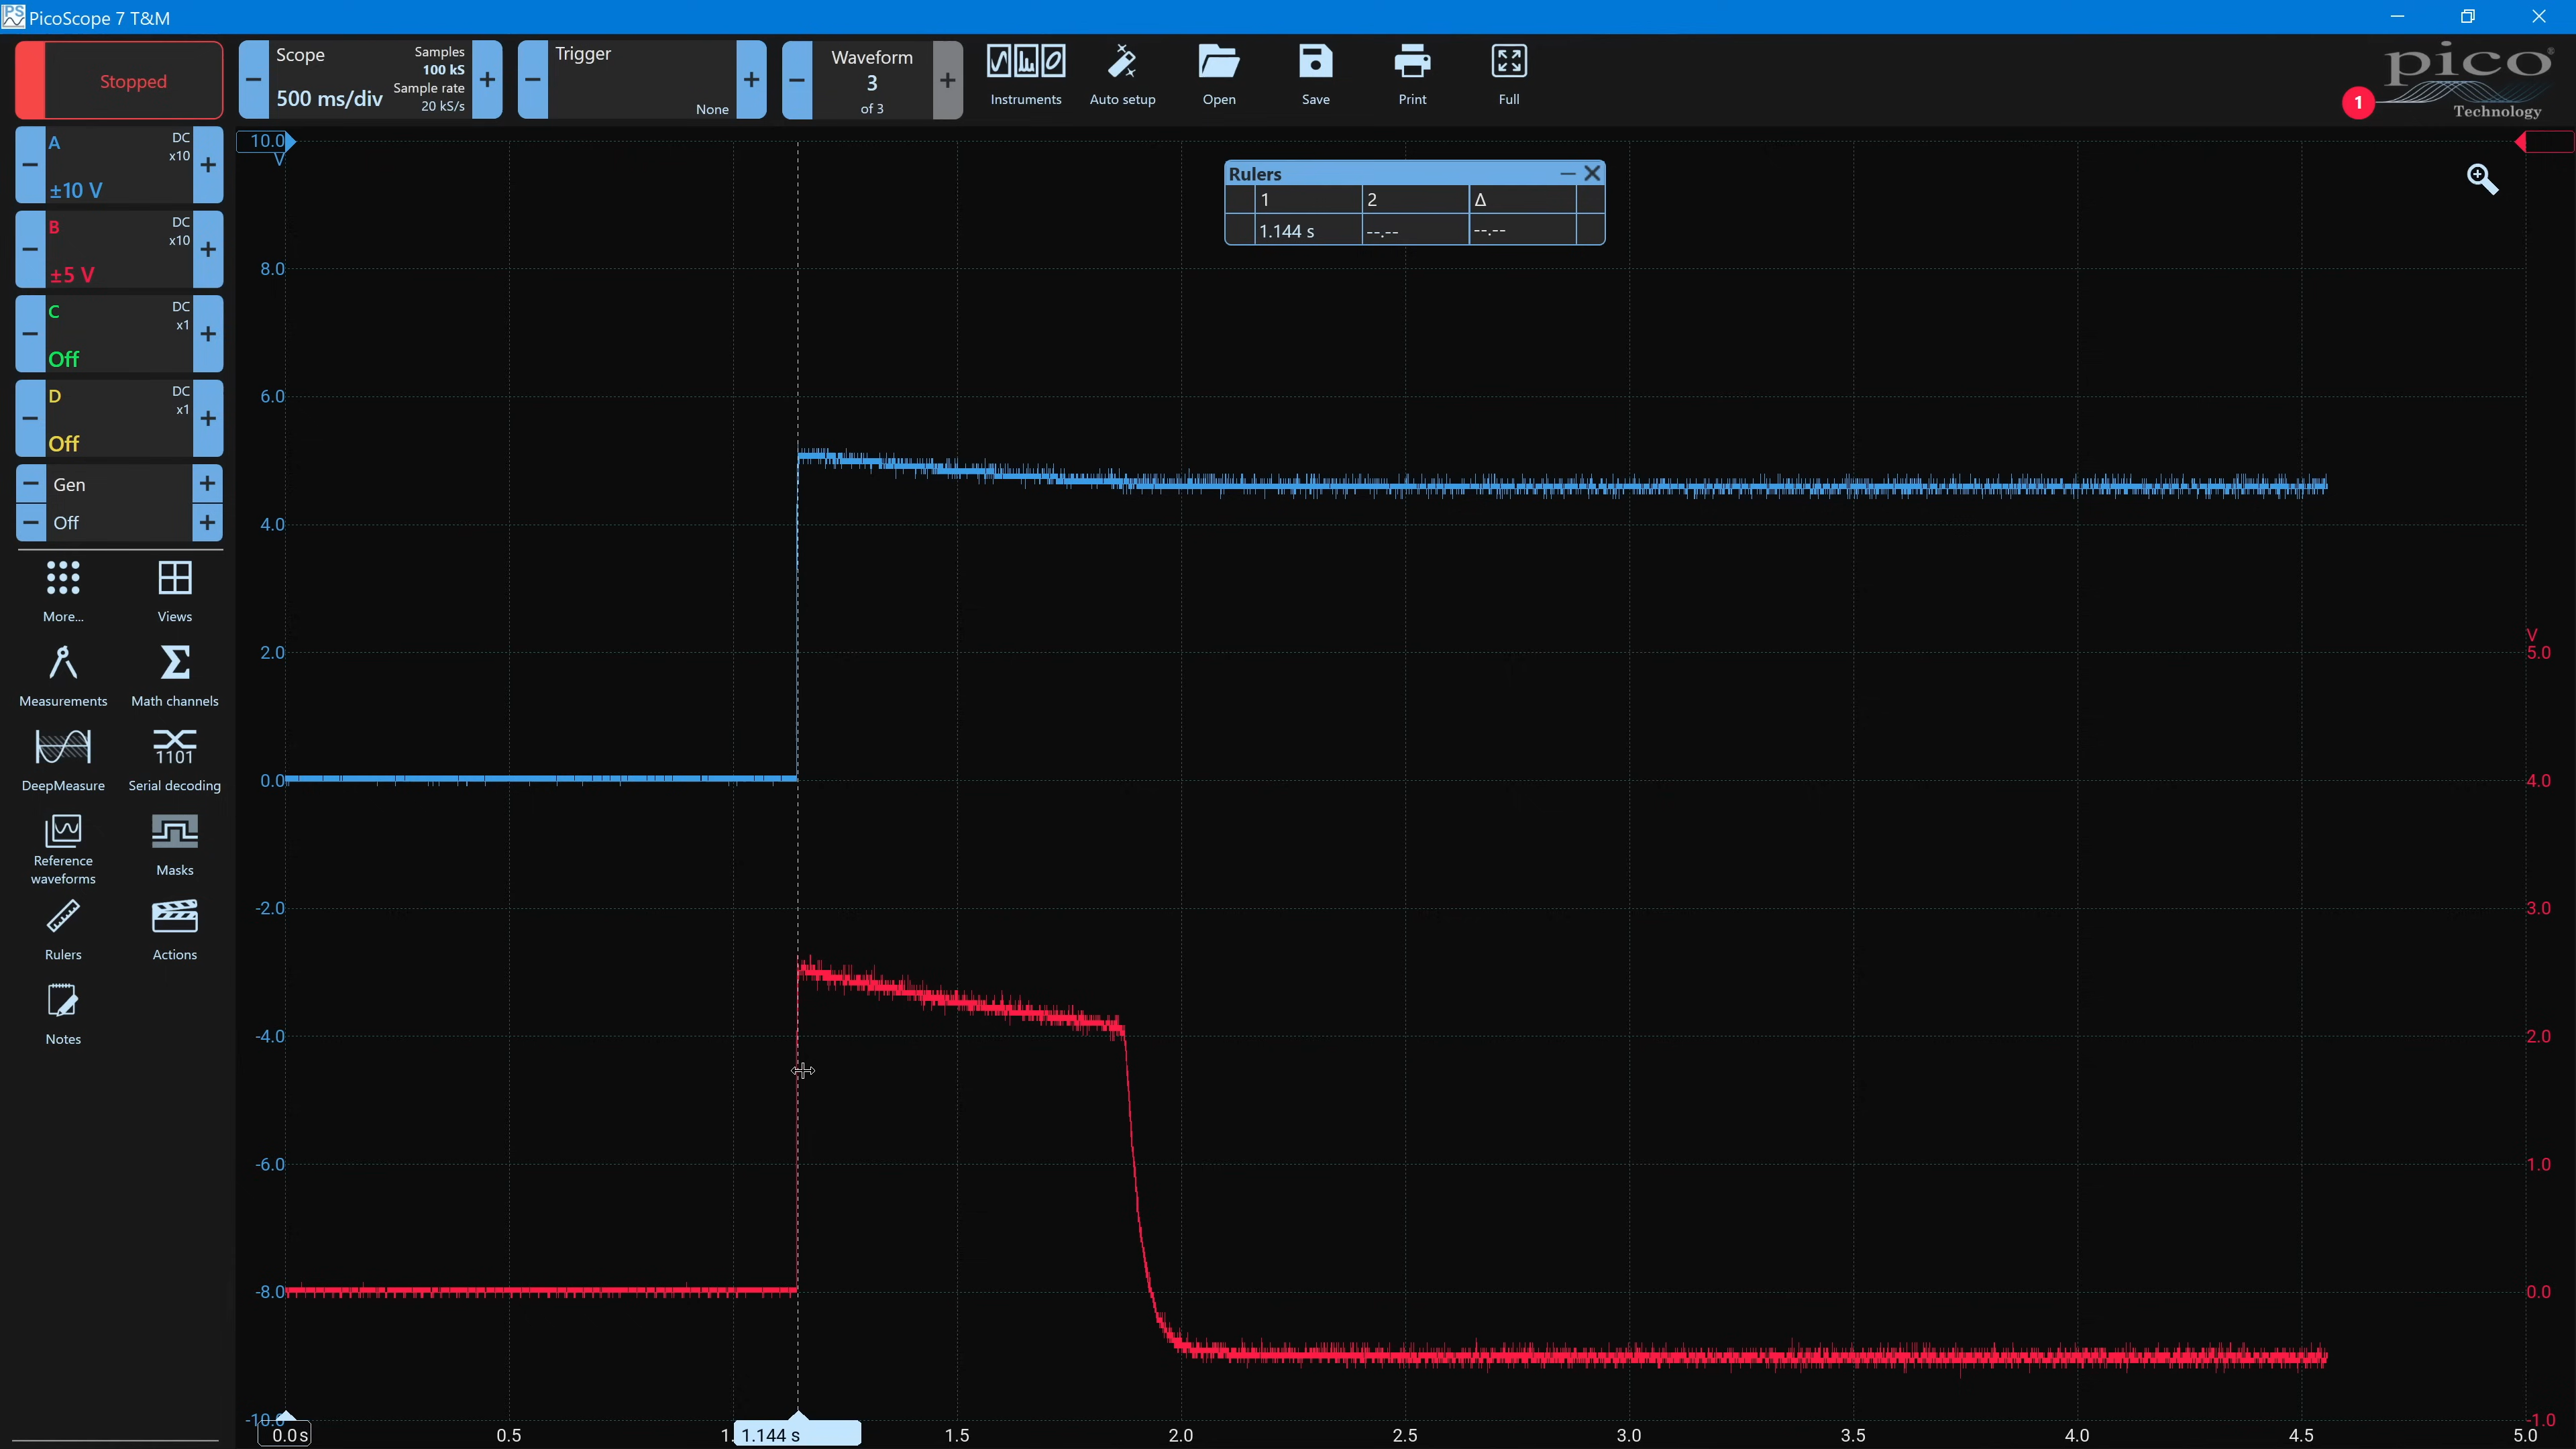 PS PicoScope 7 T&M
Stopped
Scope
500 ms/div
Samples
100 kS
Sample rate
20 kS/s
Trigger
None
Waveform
3
of 3
Instruments
Auto setup
Open
Save
Print
Full
1
pico
®
Technology
A
DC
x10
±10 V
B
DC
x10
±5 V
C
DC
x1
Off
D
DC
x1
Off
Gen
Off
More...
Views
Measurements
Math channels
1101
DeepMeasure
Serial decoding
Reference
waveforms
Masks
Rulers
Actions
Notes
10.0
V
8.0
6.0
4.0
2.0
0.0
-2.0
-4.0
-6.0
-8.0
-10.0
Rulers
1 2 Δ
1.144 s --.-- --.--
V
5.0
4.0
3.0
2.0
1.0
0.0
-1.0
0.0 s 0.5 1. 1.144 s 1.5 2.0 2.5 3.0 3.5 4.0 4.5 5.0